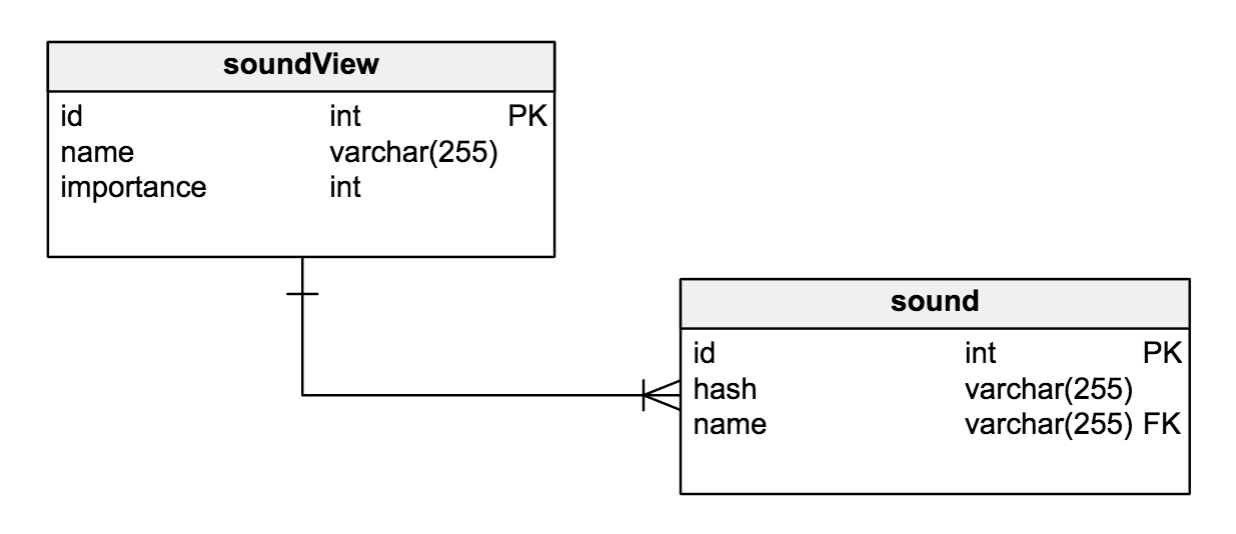 soundView
id int PK
name varchar(255)
importance int
sound
id int PK
hash varchar(255)
name varchar(255) FK